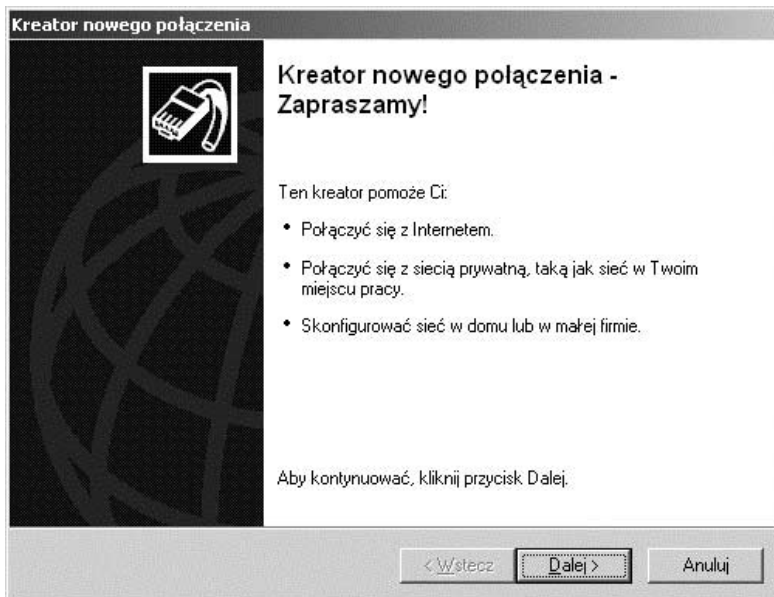 Kreator nowego połączenia
Kreator nowego połączenia -
Zapraszamy!
Ten kreator pomoże Ci:
• Połączyć się z Internetem.
• Połączyć się z siecią prywatną, taką jak sieć w Twoim
miejscu pracy.
• Skonfigurować sieć w domu lub w małej firmie.
Aby kontynuować, kliknij przycisk Dalej.
< Wstecz
Dalej >
Anuluj